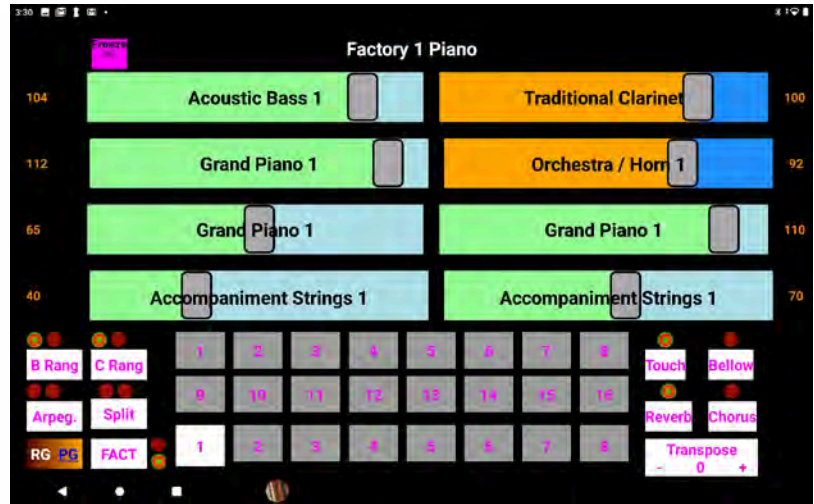 3:30
Freeze
Factory 1 Piano
104 Acoustic Bass 1 Traditional Clarinet 100
112 Grand Piano 1 Orchestra / Horn 1 92
65 Grand Piano 1 Grand Piano 1 110
40 Accompaniment Strings 1 Accompaniment Strings 1 70
B Rang C Rang 1 2 3 4 5 6 7 8 Touch Bellow
9 10 11 12 13 14 15 16
Arpeg. Split Reverb Chorus
RG PG FACT 1 2 3 4 5 6 7 8 Transpose
- 0 +